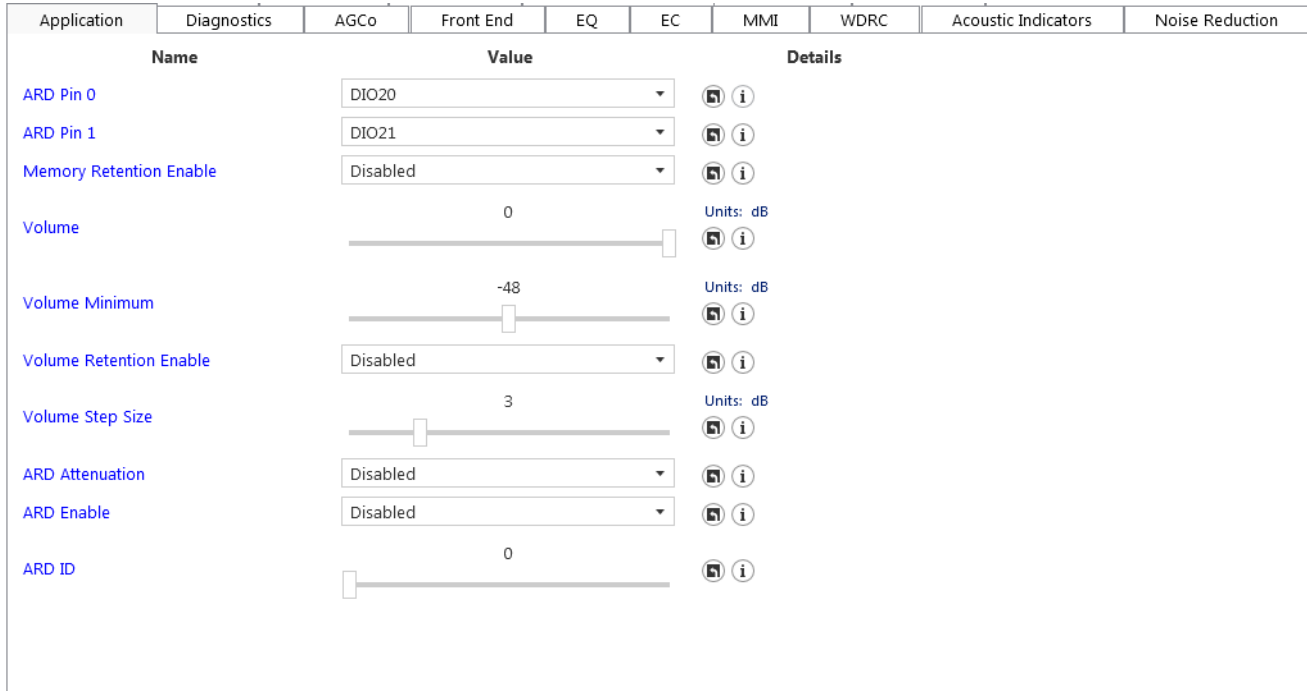 Application Diagnostics AGCo Front End EQ EC MMI WDRC Acoustic Indicators Noise Reduction
Name Value Details
ARD Pin 0 DIO20
ARD Pin 1 DIO21
Memory Retention Enable Disabled
0 Units: dB
Volume
-48 Units: dB
Volume Minimum
Volume Retention Enable Disabled
3 Units: dB
Volume Step Size
ARD Attenuation Disabled
ARD Enable Disabled
0
ARD ID